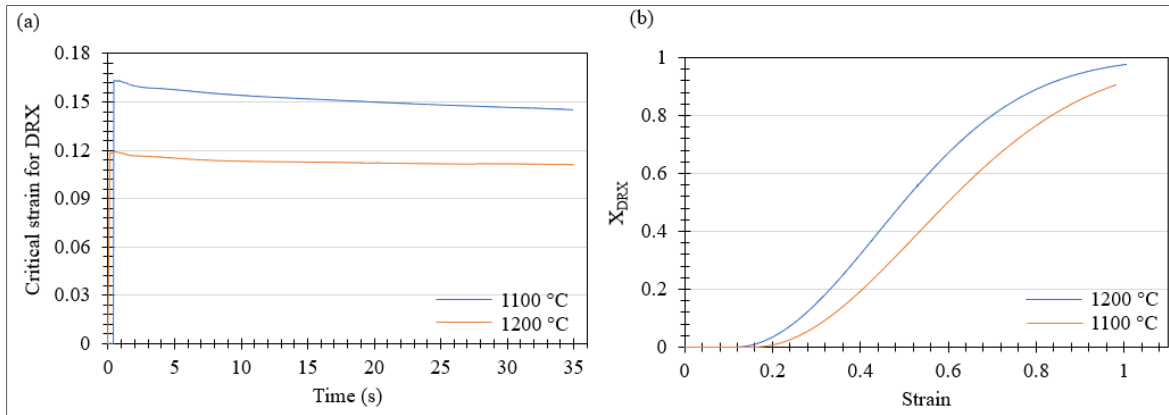 (a)
Critical strain for DRX
0.18
0.15
0.12
0.09
0.06
0.03
0
0 5 10 15 20 25 30 35
Time (s)
1100 °C
1200 °C
(b)
X_DRX
1
0.8
0.6
0.4
0.2
0
0 0.2 0.4 0.6 0.8 1
Strain
1200 °C
1100 °C